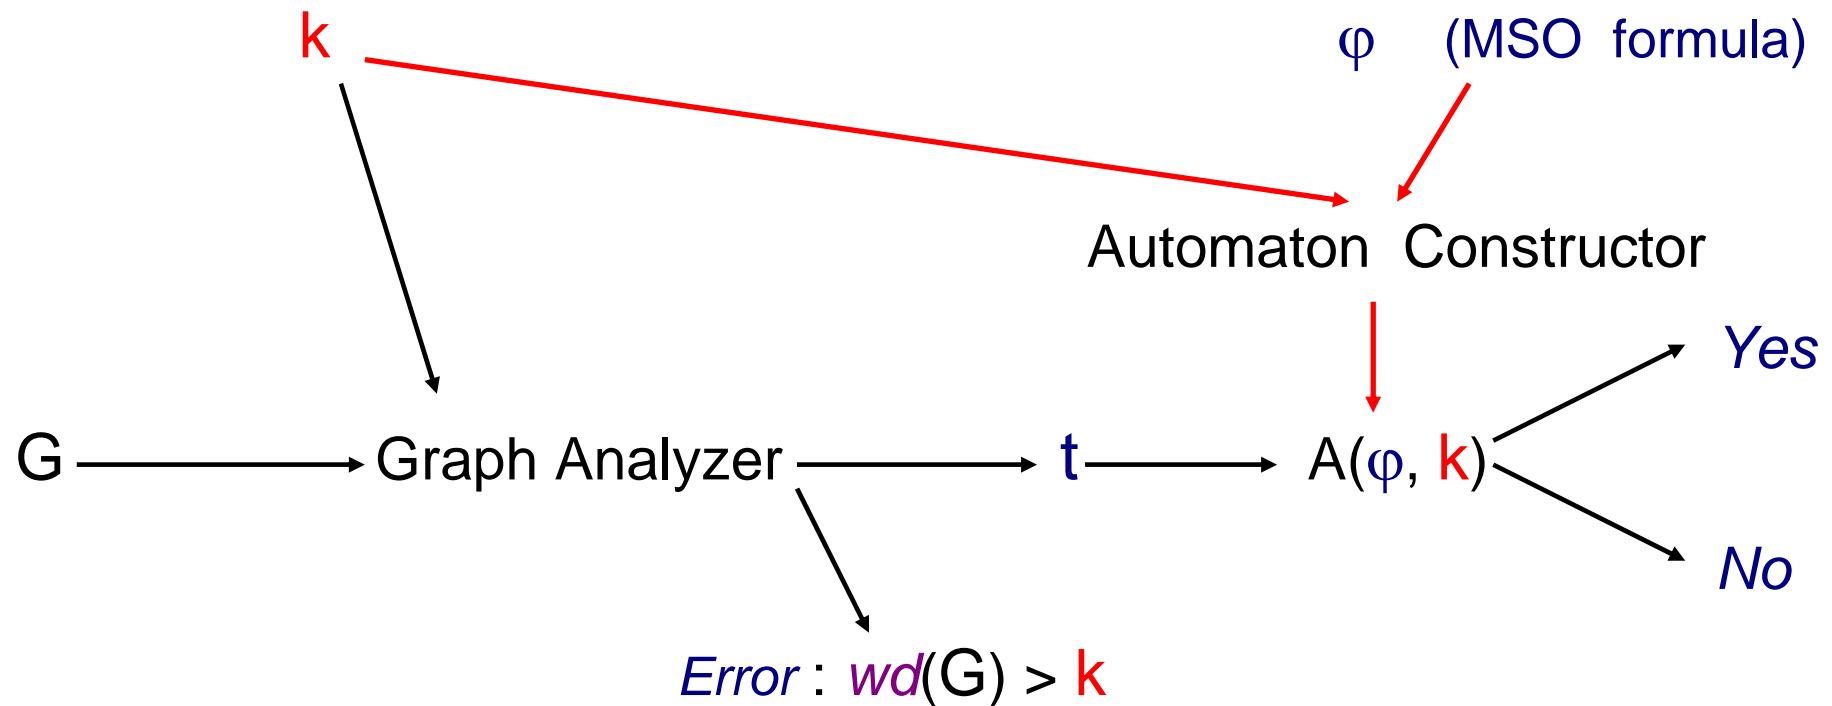 k φ (MSO formula)
Automaton Constructor
Yes
G Graph Analyzer t A(φ, k)
No
Error : wd(G) > k